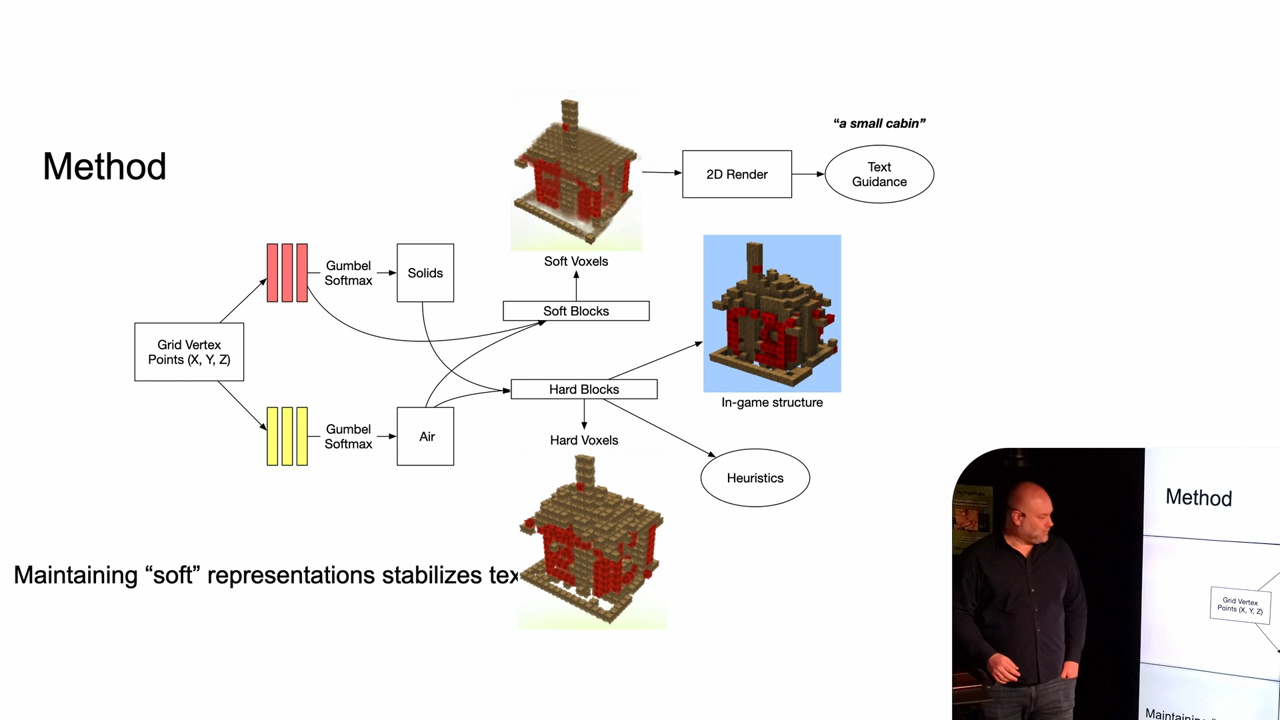 Method
"a small cabin"
2D Render
Text
Guidance
Soft Voxels
Gumbel
Softmax
Solids
Soft Blocks
Grid Vertex
Points (X, Y, Z)
Hard Blocks
In-game structure
Gumbel
Softmax
Air
Hard Voxels
Heuristics
Maintaining “soft” representations stabilizes tex
Method
Grid Vertex
Points (X, Y, Z)